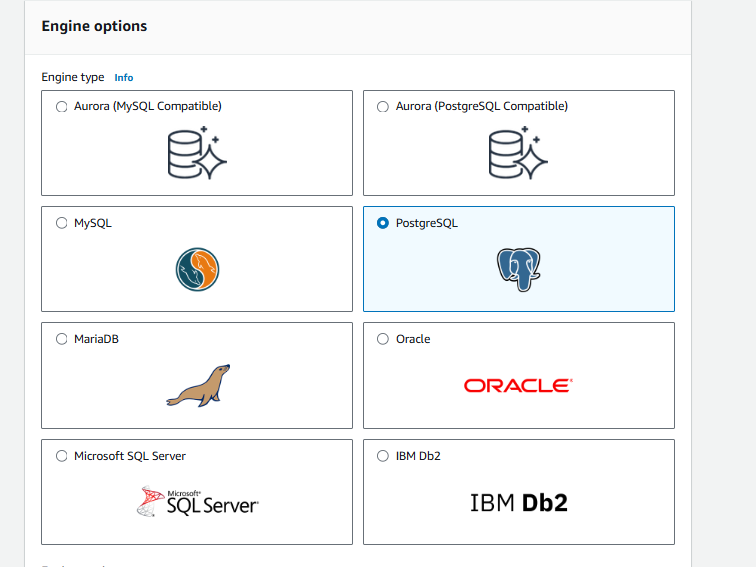 Engine options
Engine type Info
Aurora (MySQL Compatible)
Aurora (PostgreSQL Compatible)
MySQL
PostgreSQL
MariaDB
Oracle
ORACLE
Microsoft SQL Server
Microsoft®
SQL Server
IBM Db2
IBM Db2